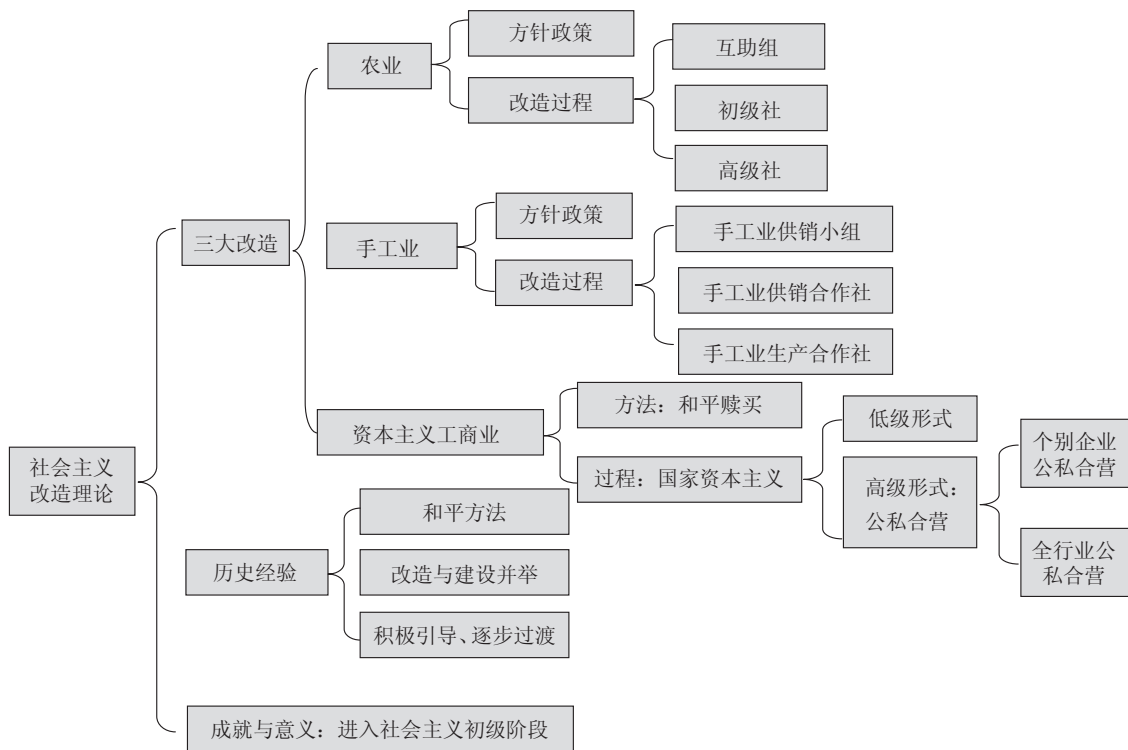 农业
方针政策
改造过程
互助组
初级社
高级社
三大改造
手工业
方针政策
改造过程
手工业供销小组
手工业供销合作社
手工业生产合作社
资本主义工商业
方法：和平赎买
过程：国家资本主义
低级形式
高级形式：
公私合营
个别企业
公私合营
全行业公
私合营
社会主义
改造理论
历史经验
和平方法
改造与建设并举
积极引导、逐步过渡
成就与意义：进入社会主义初级阶段